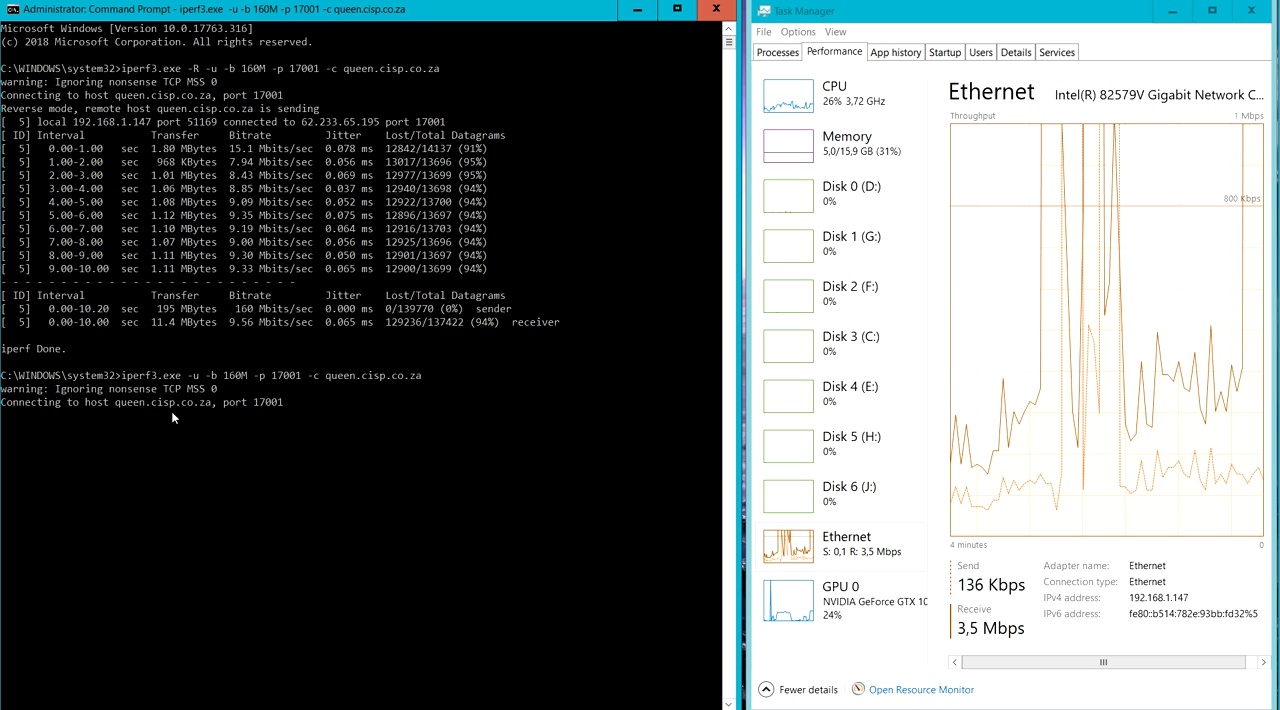 Administrator: Command Prompt - iperf3.exe -u -b 160M -p 17001 -c queen.cisp.co.za
Microsoft Windows [Version 10.0.17763.316]
(c) 2018 Microsoft Corporation. All rights reserved.
C:\WINDOWS\system32>iperf3.exe -R -u -b 160M -p 17001 -c queen.cisp.co.za
warning: Ignoring nonsense TCP MSS 0
Connecting to host queen.cisp.co.za, port 17001
Reverse mode, remote host queen.cisp.co.za is sending
[  5] local 192.168.1.147 port 51169 connected to 62.233.65.195 port 17001
[ ID] Interval Transfer Bitrate Jitter Lost/Total Datagrams
[  5] 0.00-1.00 sec 1.80 MBytes 15.1 Mbits/sec 0.078 ms 12842/14137 (91%)
[  5] 1.00-2.00 sec 968 KBytes 7.94 Mbits/sec 0.056 ms 13017/13696 (95%)
[  5] 2.00-3.00 sec 1.01 MBytes 8.43 Mbits/sec 0.069 ms 12977/13699 (95%)
[  5] 3.00-4.00 sec 1.06 MBytes 8.85 Mbits/sec 0.037 ms 12940/13698 (94%)
[  5] 4.00-5.00 sec 1.08 MBytes 9.09 Mbits/sec 0.052 ms 12922/13700 (94%)
[  5] 5.00-6.00 sec 1.12 MBytes 9.35 Mbits/sec 0.075 ms 12896/13697 (94%)
[  5] 6.00-7.00 sec 1.10 MBytes 9.19 Mbits/sec 0.064 ms 12916/13703 (94%)
[  5] 7.00-8.00 sec 1.07 MBytes 9.00 Mbits/sec 0.056 ms 12925/13696 (94%)
[  5] 8.00-9.00 sec 1.11 MBytes 9.30 Mbits/sec 0.050 ms 12901/13697 (94%)
[  5] 9.00-10.00 sec 1.11 MBytes 9.33 Mbits/sec 0.065 ms 12900/13699 (94%)
- - - - - - - - - - - - - - - - - - - - - - - - -
[ ID] Interval Transfer Bitrate Jitter Lost/Total Datagrams
[  5] 0.00-10.20 sec 195 MBytes 160 Mbits/sec 0.000 ms 0/139770 (0%) sender
[  5] 0.00-10.00 sec 11.4 MBytes 9.56 Mbits/sec 0.065 ms 129236/137422 (94%) receiver
iperf Done.
C:\WINDOWS\system32>iperf3.exe -u -b 160M -p 17001 -c queen.cisp.co.za
warning: Ignoring nonsense TCP MSS 0
Connecting to host queen.cisp.co.za, port 17001
Task Manager
File Options View
Processes Performance App history Startup Users Details Services
CPU
26% 3,72 GHz
Memory
5,0/15,9 GB (31%)
Disk 0 (D:)
0%
Disk 1 (G:)
0%
Disk 2 (F:)
0%
Disk 3 (C:)
0%
Disk 4 (E:)
0%
Disk 5 (H:)
0%
Disk 6 (J:)
0%
Ethernet
S: 0,1 R: 3,5 Mbps
GPU 0
NVIDIA GeForce GTX 10
24%
Ethernet Intel(R) 82579V Gigabit Network C...
Throughput 1 Mbps
800 Kbps
4 minutes 0
Send
136 Kbps
Receive
3,5 Mbps
Adapter name: Ethernet
Connection type: Ethernet
IPv4 address: 192.168.1.147
IPv6 address: fe80::b514:782e:93bb:fd32%5
Fewer details Open Resource Monitor